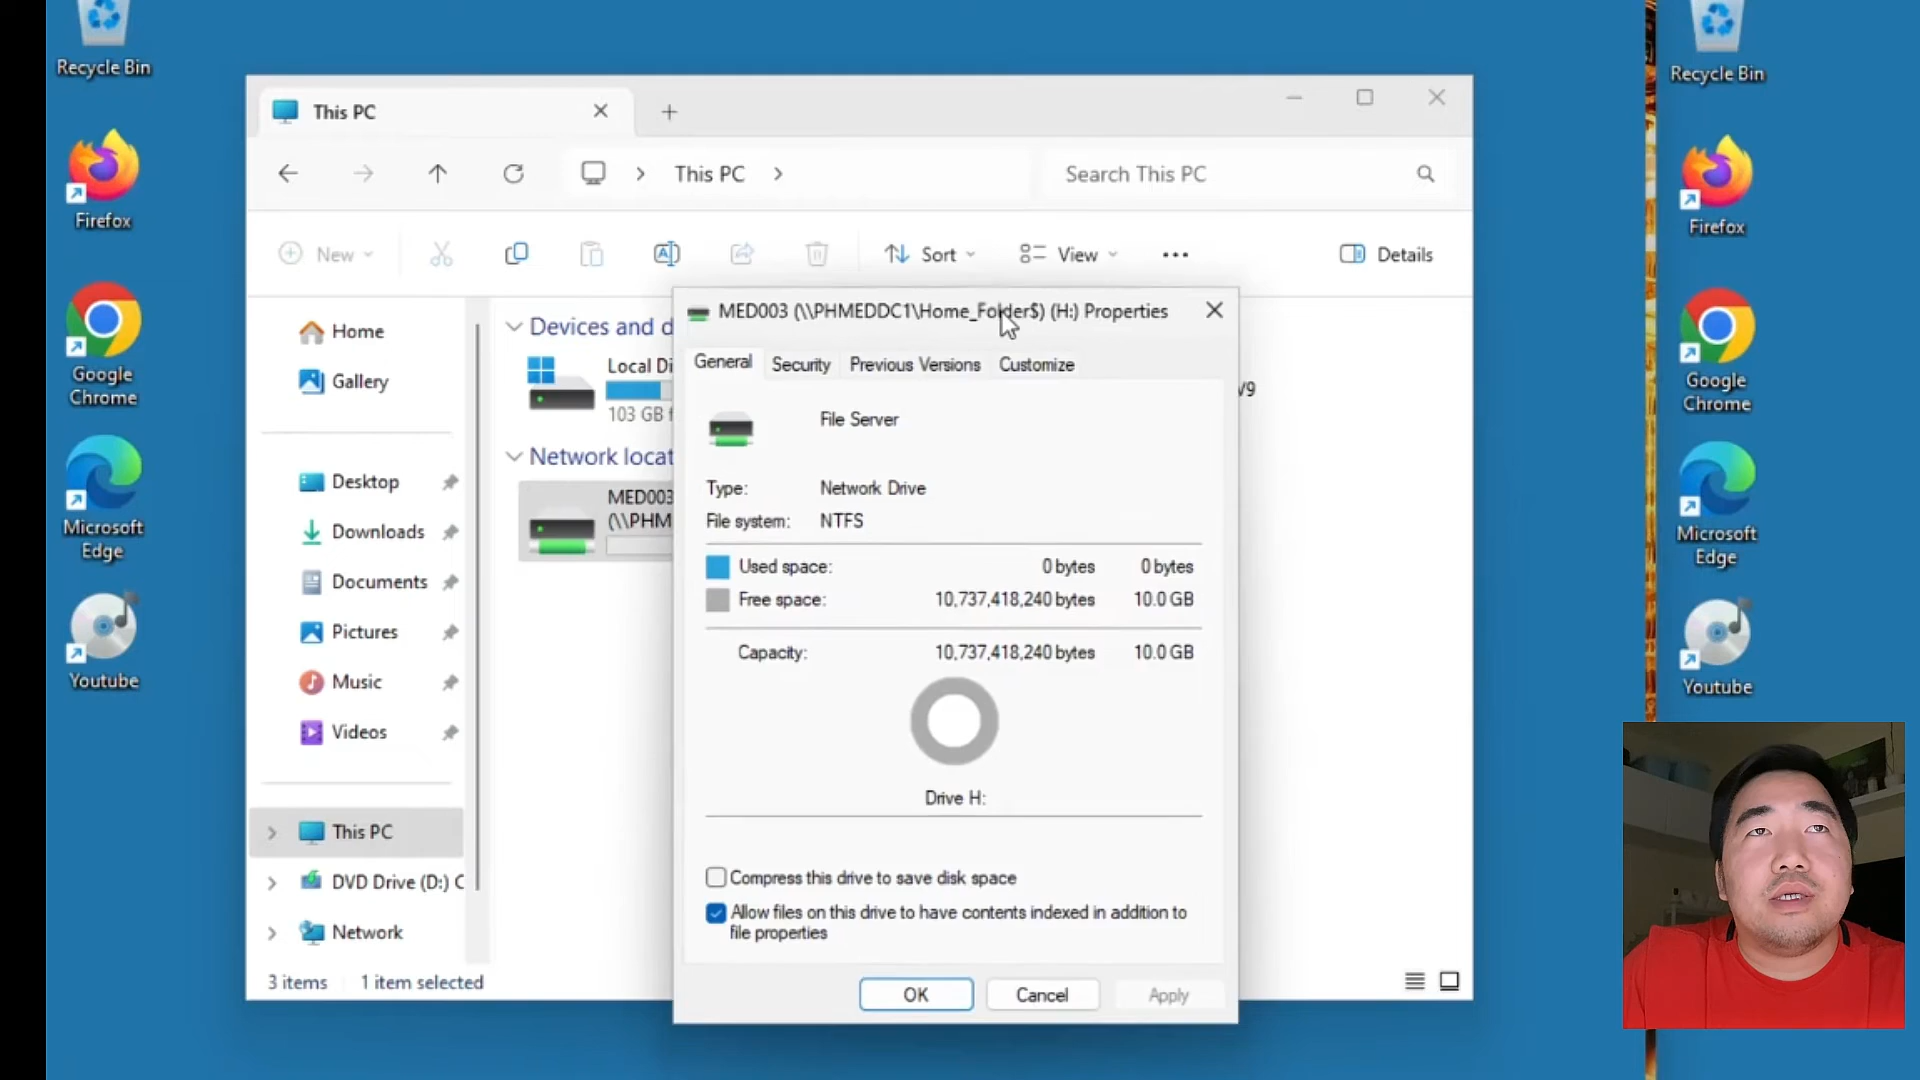 Recycle Bin
Firefox
Google
Chrome
Microsoft
Edge
Youtube
This PC
This PC
Search This PC
New
Sort
View
Details
Home
Gallery
Desktop
Downloads
Documents
Pictures
Music
Videos
This PC
DVD Drive (D:) C
Network
Devices and d
Local Di
103 GB f
Network locat
MED003
(\\PHM
V9
3 items
1 item selected
MED003 (\\PHMEDDC1\Home_Folder$) (H:) Properties
General
Security
Previous Versions
Customize
File Server
Type: Network Drive
File system: NTFS
Used space: 0 bytes 0 bytes
Free space: 10,737,418,240 bytes 10.0 GB
Capacity: 10,737,418,240 bytes 10.0 GB
Drive H:
Compress this drive to save disk space
Allow files on this drive to have contents indexed in addition to
file properties
OK
Cancel
Apply
Recycle Bin
Firefox
Google
Chrome
Microsoft
Edge
Youtube